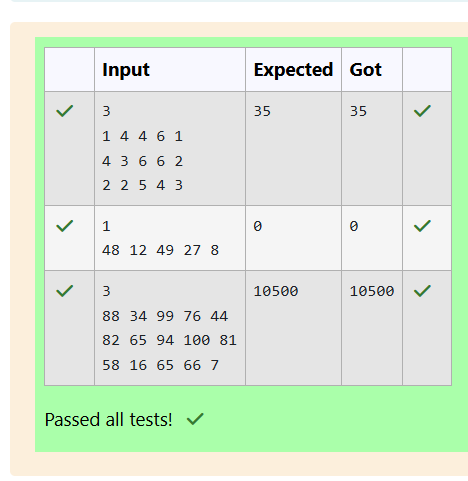 Input Expected Got
3 35 35
1 4 4 6 1
4 3 6 6 2
2 2 5 4 3
1 0 0
48 12 49 27 8
3 10500 10500
88 34 99 76 44
82 65 94 100 81
58 16 65 66 7
Passed all tests!